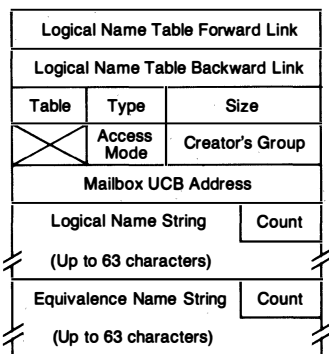 Logical Name Table Forward Link
Logical Name Table Backward Link
Table Type Size
Access Mode Creator's Group
Mailbox UCB Address
Logical Name String Count
(Up to 63 characters)
Equivalence Name String Count
(Up to 63 characters)